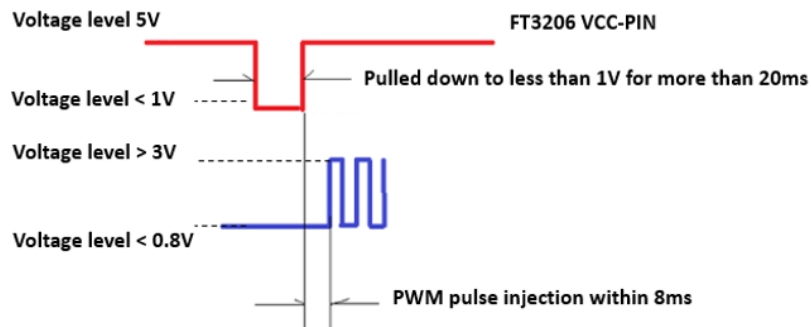 Voltage level 5V
FT3206 VCC-PIN
Pulled down to less than 1V for more than 20ms
Voltage level < 1V
Voltage level > 3V
Voltage level < 0.8V
PWM pulse injection within 8ms